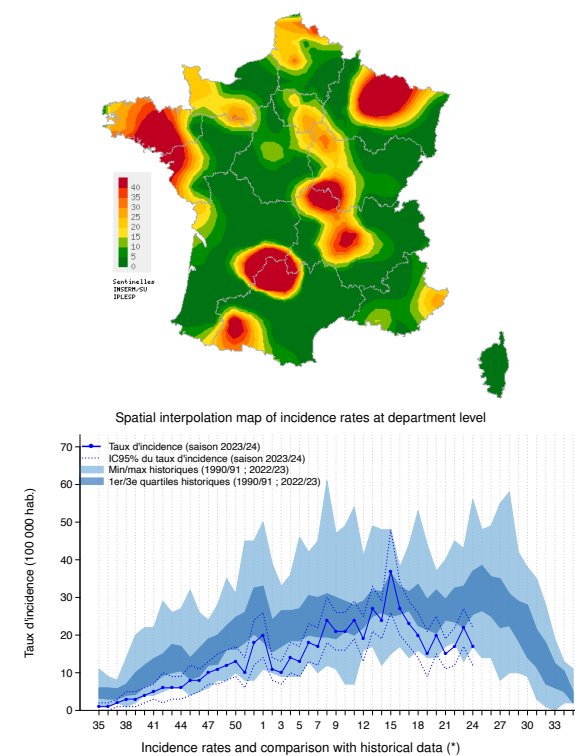 40
35
30
25
20
15
10
5
0
Sentinelles
INSERM/SU
IPLESP
Spatial interpolation map of incidence rates at department level
Taux d'incidence (saison 2023/24)
IC95% du taux d'incidence (saison 2023/24)
Min/max historiques (1990/91 ; 2022/23)
1er/3e quartiles historiques (1990/91 ; 2022/23)
Taux d'incidence (100 000 hab.)
70
60
50
40
30
20
10
0
35 38 41 44 47 50 1 3 5 7 9 12 15 18 21 24 27 30 33
Incidence rates and comparison with historical data (*)